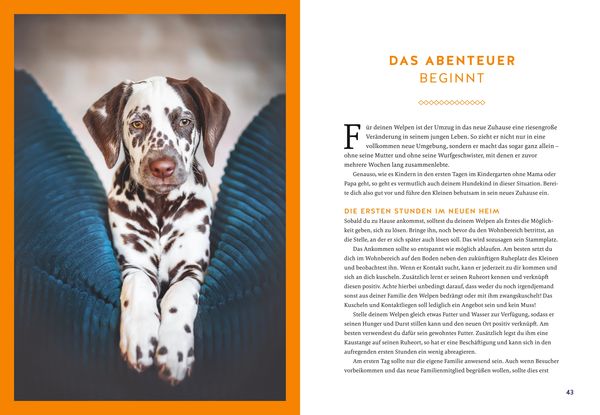 DAS ABENTEUER
BEGINNT
Für deinen Welpen ist der Umzug in das neue Zuhause eine riesengroße
Veränderung in seinem jungen Leben. So zieht er nicht nur in eine
vollkommen neue Umgebung, sondern er macht das sogar ganz allein –
ohne seine Mutter und ohne seine Wurfgeschwister, mit denen er zuvor
mehrere Wochen lang zusammenlebte.
Genauso, wie es Kindern in den ersten Tagen im Kindergarten ohne Mama oder
Papa geht, so geht es vermutlich auch deinem Hundekind in dieser Situation. Berei-
te dich also gut vor und führe den Kleinen behutsam in sein neues Zuhause ein.
DIE ERSTEN STUNDEN IM NEUEN HEIM
Sobald du zu Hause ankommst, solltest du deinem Welpen als Erstes die Möglich-
keit geben, sich zu lösen. Bringe ihn, noch bevor du den Wohnbereich betrittst, an
die Stelle, an der er sich später auch lösen soll. Das wird sozusagen sein Stammplatz.
Das Ankommen sollte so entspannt wie möglich ablaufen. Am besten setzt du
dich im Wohnbereich auf den Boden neben den zukünftigen Ruheplatz des Kleinen
und beobachtest ihn. Wenn er Kontakt sucht, kann er jederzeit zu dir kommen und
sich an dich kuscheln. Zusätzlich lernt er seinen Ruheort kennen und verknüpft
diesen positiv. Achte hierbei unbedingt darauf, dass weder du noch irgendjemand
sonst aus deiner Familie den Welpen bedrängt oder mit ihm zwangskuschelt! Das
Kuscheln und Kontaktliegen soll lediglich ein Angebot sein und kein Muss!
Stelle deinem Welpen gleich etwas Futter und Wasser zur Verfügung, sodass er
seinen Hunger und Durst stillen kann und den neuen Ort positiv verknüpft. Am
besten verwendest du dafür sein gewohntes Futter. Zusätzlich legst du ihm eine
Kaustange auf seinen Ruheort, so hat er eine Beschäftigung und kann sich in den
aufregenden ersten Stunden ein wenig abreagieren.
Am ersten Tag sollte nur die eigene Familie anwesend sein. Auch wenn Besucher
vorbeikommen und das neue Familienmitglied begrüßen wollen, sollte dies erst
43